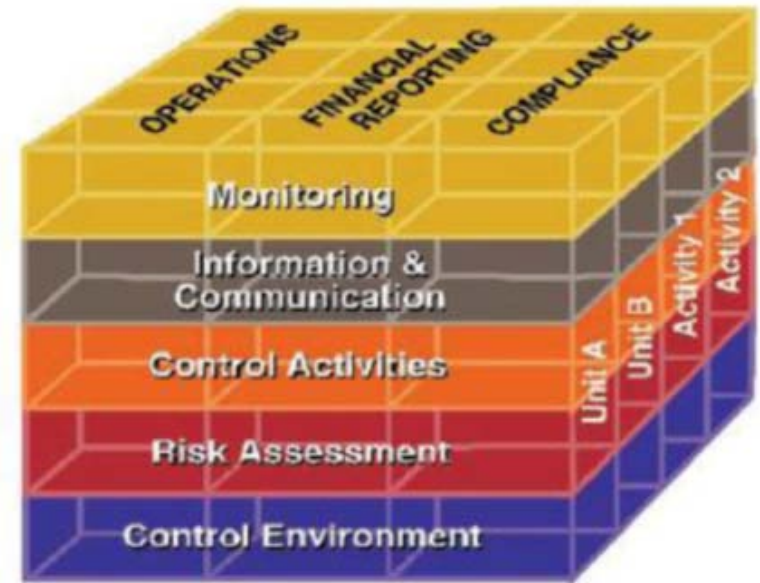 OPERATIONS
FINANCIAL
REPORTING
COMPLIANCE
Monitoring
Information &
Communication
Control Activities
Risk Assessment
Control Environment
Unit A
Unit B
Activity 1
Activity 2